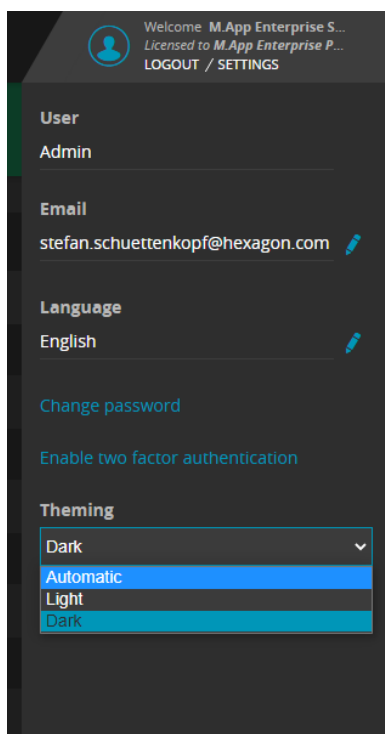 Welcome M.App Enterprise S...
Licensed to M.App Enterprise P...
LOGOUT / SETTINGS
User
Admin
Email
stefan.schuettenkopf@hexagon.com
Language
English
Change password
Enable two factor authentication
Theming
Dark
Automatic
Light
Dark